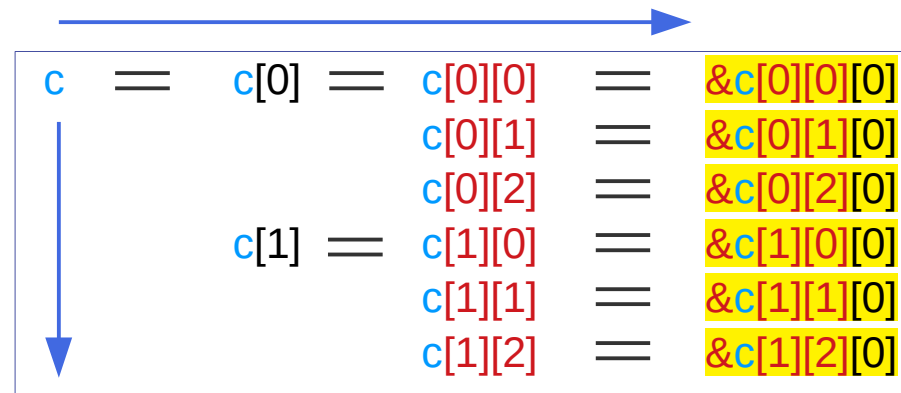 c = c[0] = c[0][0] = &c[0][0][0]
c[0][1] = &c[0][1][0]
c[0][2] = &c[0][2][0]
c[1] = c[1][0] = &c[1][0][0]
c[1][1] = &c[1][1][0]
c[1][2] = &c[1][2][0]